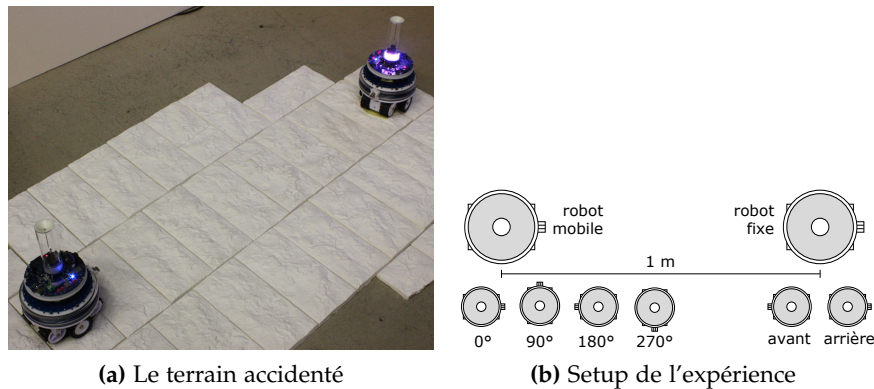 robot
mobile
robot
fixe
1 m
0°
90°
180°
270°
avant
arrière
(a) Le terrain accidenté
(b) Setup de l'expérience